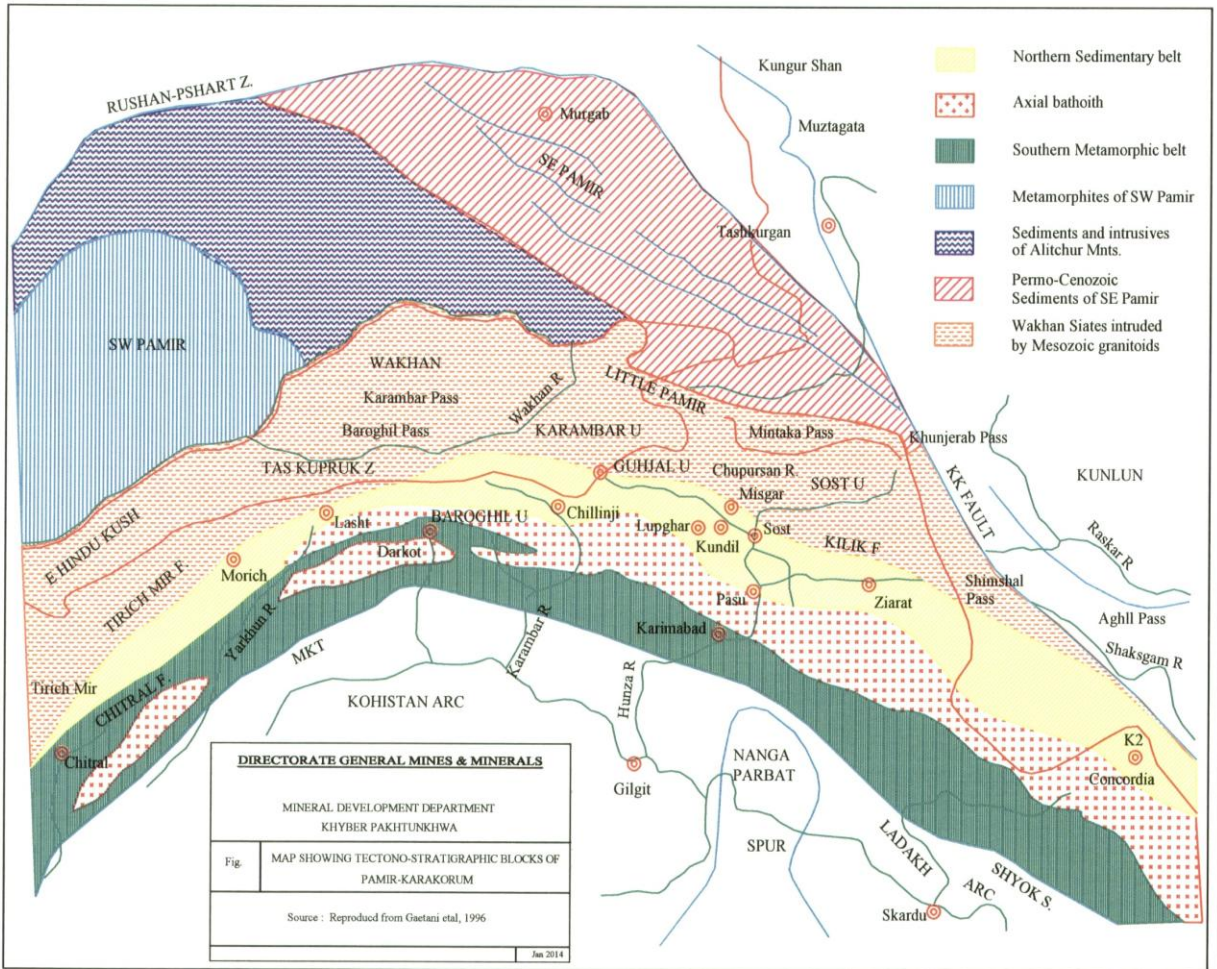 RUSHAN-PSHART Z.
Kungur Shan
Muztagata
Murgab
SE PAMIR
Tashkurgan
Northern Sedimentary belt
Axial bathoith
Southern Metamorphic belt
Metamorphites of SW Pamir
Sediments and intrusives
of Alitchur Mnts.
Permo-Cenozoic
Sediments of SE Pamir
Wakhan Siates intruded
by Mesozoic granitoids
SW PAMIR
WAKHAN
Karambar Pass
Wakhan R
LITTLE PAMIR
Baroghil Pass
KARAMBAR U
Mintaka Pass
Khunjerab Pass
TAS KUPRUK Z
GUHJAL U
Chupursan R.
SOST U
KK FAULT
KUNLUN
Misgar
E HINDU KUSH
Lasht
BAROGHIL U
Chillinji
Lupghar
Kundil
Sost
KILIK F
Raskar R
Darkot
TIRICH MIR F.
Morich
Pasu
Ziarat
Shimshal
Pass
Aghll Pass
Yarkhun R
Karimabad
Shaksgam R
MKT
Karambar R
Tirich Mir
CHITRAL F.
KOHISTAN ARC
Hunza R
Chitral
K2
Concordia
NANGA
PARBAT
Gilgit
SPUR
LADAKH
ARC
SHYOK S.
Skardu
DIRECTORATE GENERAL MINES & MINERALS
MINERAL DEVELOPMENT DEPARTMENT
KHYBER PAKHTUNKHWA
Fig.
MAP SHOWING TECTONO-STRATIGRAPHIC BLOCKS OF
PAMIR-KARAKORUM
Source : Reproducd from Gaetani etal, 1996
Jan 2014